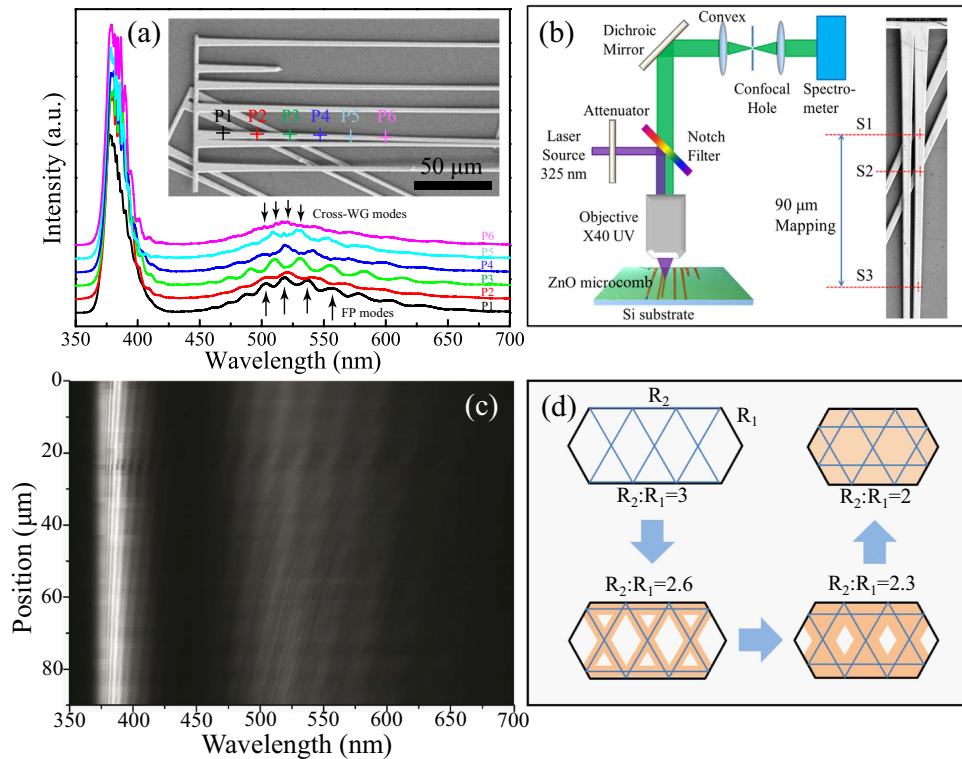 (a)
Intensity (a.u.)
P1 P2 P3 P4 P5 P6
50 μm
Cross-WG modes
P6
P5
P4
P3
P2
P1
FP modes
350 400 450 500 550 600 650 700
Wavelength (nm)
(b)
Dichroic
Mirror
Convex
Confocal
Hole
Spectro-
meter
Attenuator
Laser
Source
325 nm
Notch
Filter
Objective
X40 UV
ZnO microcomb
Si substrate
S1
S2
90 μm
Mapping
S3
(c)
0
20
40
60
80
Position (μm)
350 400 450 500 550 600 650 700
Wavelength (nm)
(d)
R₂
R₁
R₂:R₁=3
R₂:R₁=2
R₂:R₁=2.6
R₂:R₁=2.3